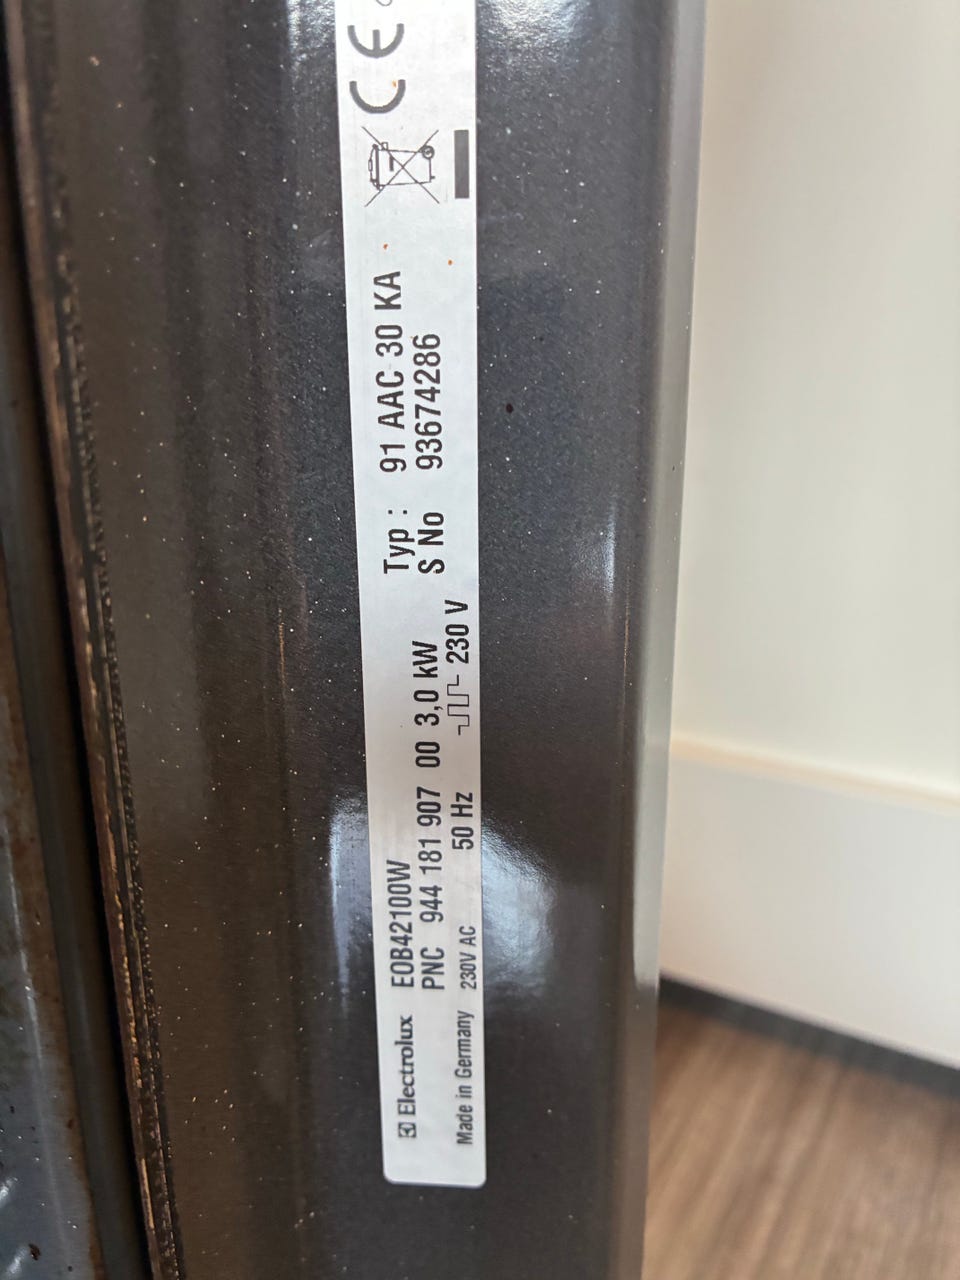 Electrolux EOB42100W Typ : 91 AAC 30 KA CE
PNC 944 181 907 00 3,0 kW S No 93674286
Made in Germany 230V AC 50 Hz 230 V